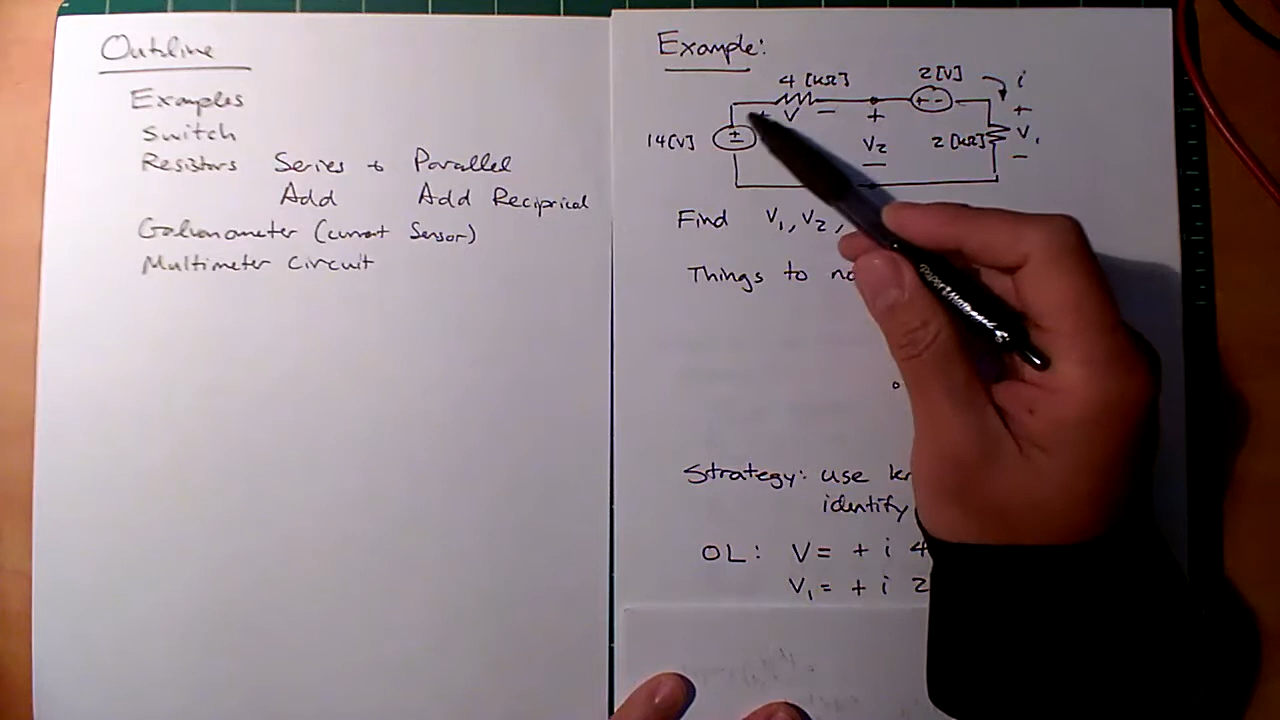 Outline
Examples
Switch
Resistors Series + Parallel
Add Add Reciprical
Galvanometer (current Sensor)
Multimeter Circuit
Example:
4 [kΩ]
2[V]
i
+ V −
+ −
+
14[V]
±
+
V2
−
2 [kΩ]
V1
−
Find V1, V2,
Things to
Strategy: use
identify
OL: V = + i 4
V1 = + i 2
PaperMate